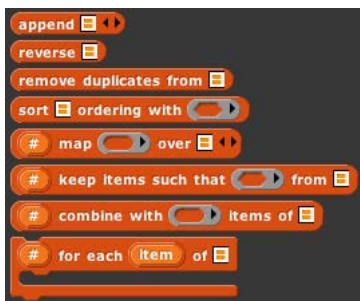 append
reverse
remove duplicates from
sort ordering with
# map over
# keep items such that from
# combine with items of
# for each item of